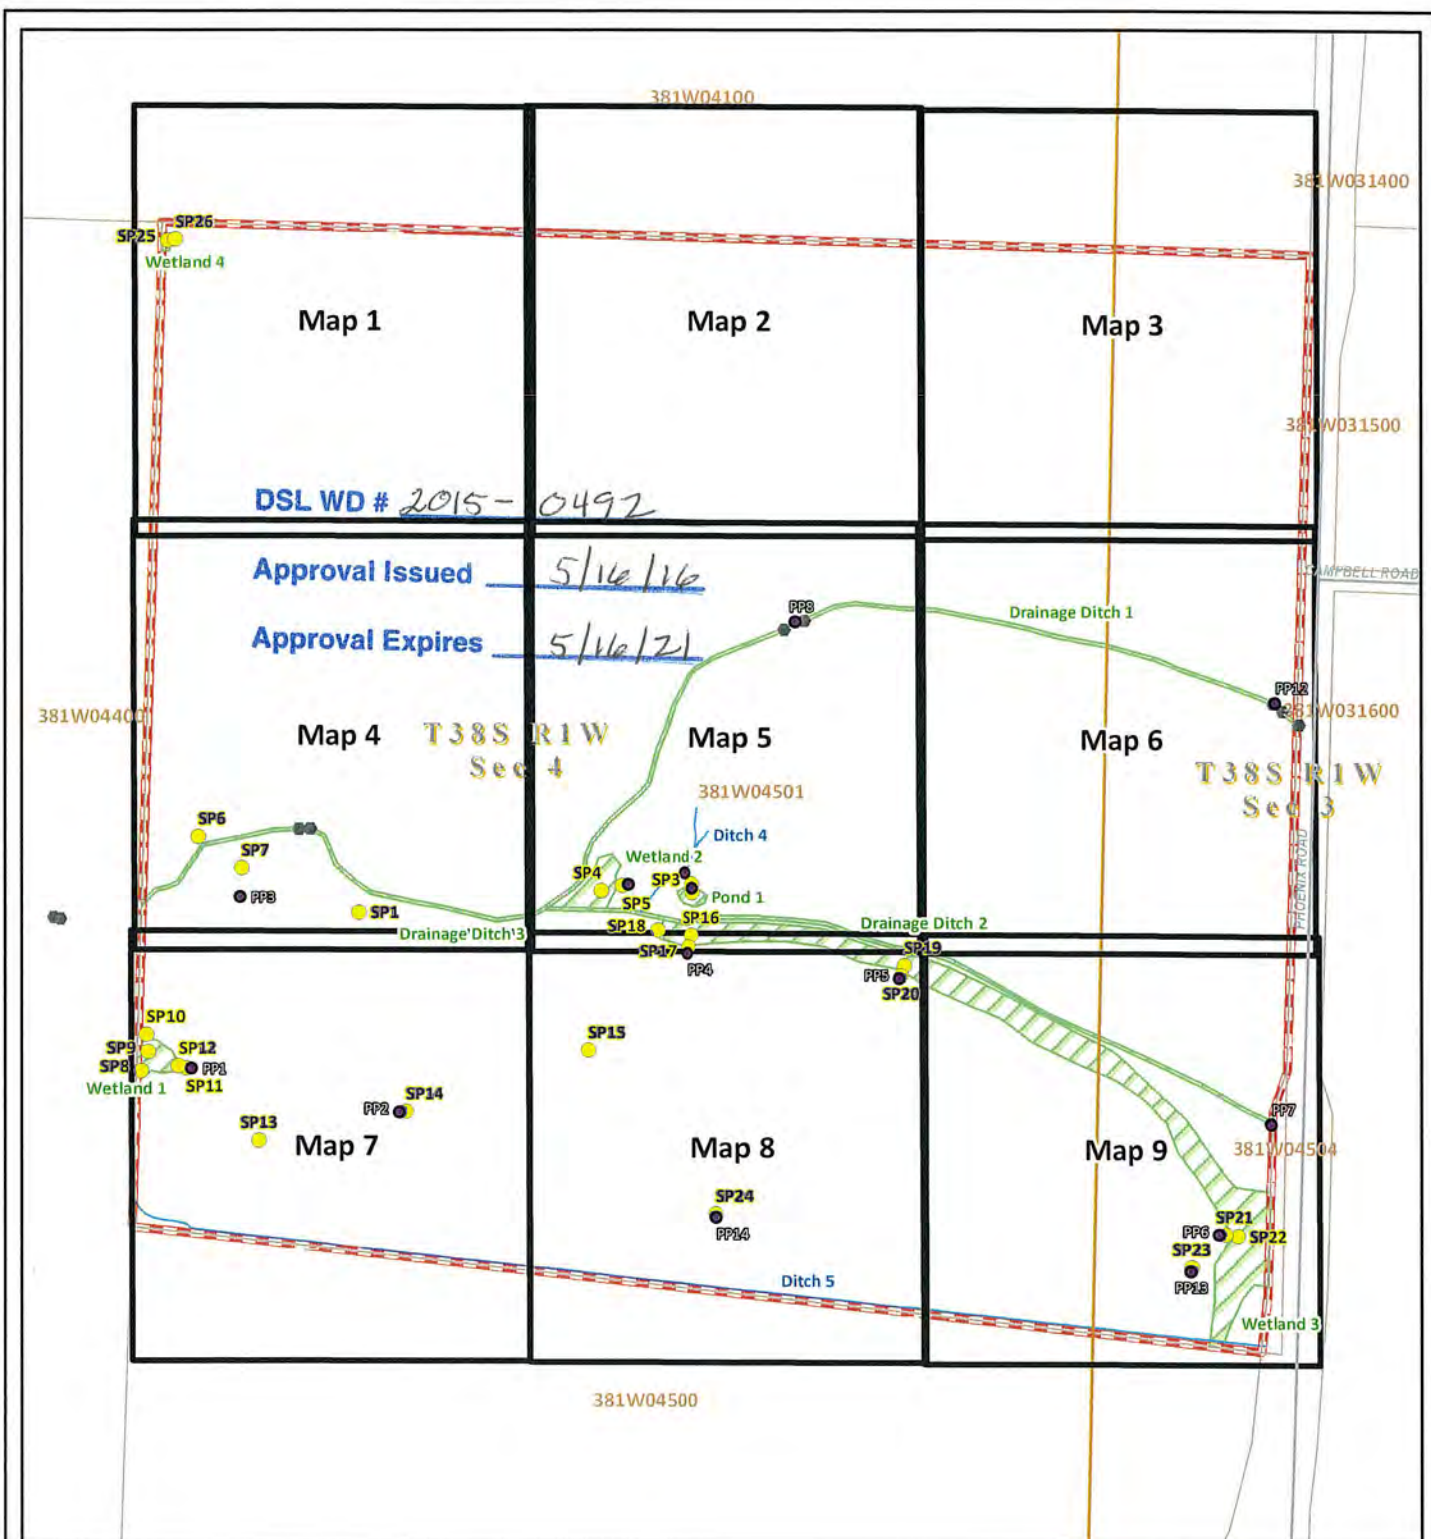 381W04100
381W031400
SP26
SP25
Wetland 4
Map 1
Map 2
Map 3
381W031500
DSL WD # 2015-0492
Approval Issued 5/16/16
Approval Expires 5/16/21
CAMPBELL ROAD
PP8
Drainage Ditch 1
PP12
381W04400
381W031600
Map 4
T38S R1W
Sec 4
Map 5
Map 6
T38S R1W
Sec 3
381W04501
Ditch 4
SP6
SP7
PP3
SP1
Wetland 2
SP4
SP3
SP5
Pond 1
SP16
PHOENIX ROAD
SP18
Drainage Ditch 2
Drainage Ditch 3
SP17
PP4
SP19
PP5
SP20
SP10
SP9
SP12
SP8
PP1
SP11
Wetland 1
SP15
PP2
SP14
SP13
PP7
Map 7
Map 8
Map 9
381W04504
SP24
PP14
SP21
PP6
SP22
SP23
PP13
Ditch 5
Wetland 3
381W04500